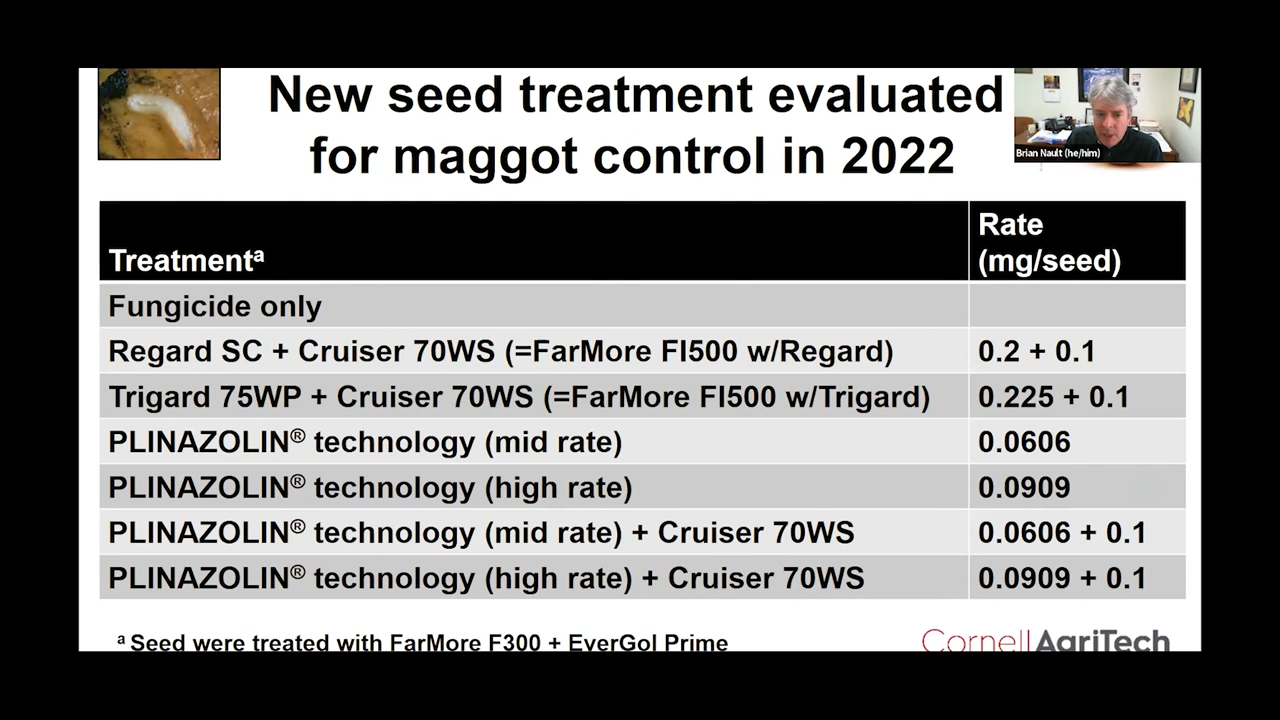 New seed treatment evaluated
for maggot control in 2022
Brian Nault (he/him)
Treatmentᵃ
Rate
(mg/seed)
Fungicide only
Regard SC + Cruiser 70WS (=FarMore FI500 w/Regard) 0.2 + 0.1
Trigard 75WP + Cruiser 70WS (=FarMore FI500 w/Trigard) 0.225 + 0.1
PLINAZOLIN® technology (mid rate) 0.0606
PLINAZOLIN® technology (high rate) 0.0909
PLINAZOLIN® technology (mid rate) + Cruiser 70WS 0.0606 + 0.1
PLINAZOLIN® technology (high rate) + Cruiser 70WS 0.0909 + 0.1
ᵃ Seed were treated with FarMore F300 + EverGol Prime
CornellAgriTech